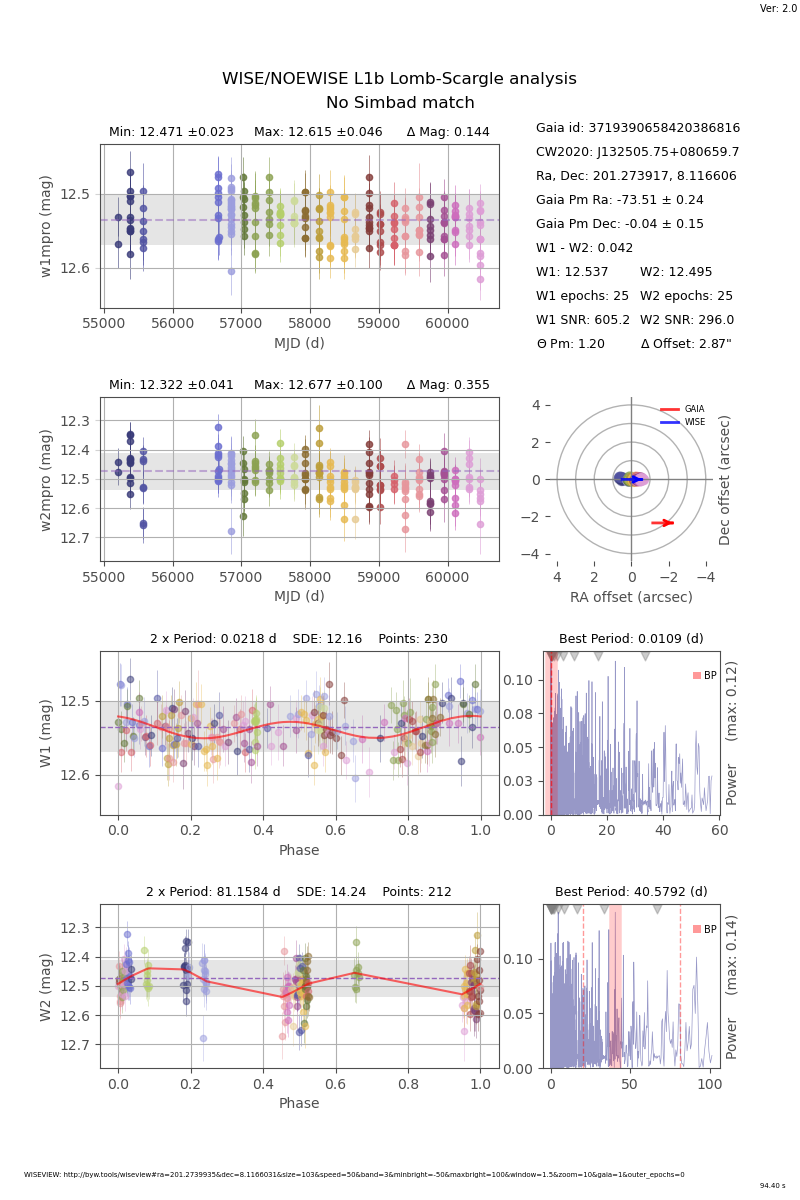 Ver: 2.0
WISE/NOEWISE L1b Lomb-Scargle analysis
No Simbad match
Min: 12.471 ±0.023 Max: 12.615 ±0.046 Δ Mag: 0.144
w1mpro (mag)
12.5
12.6
55000 56000 57000 58000 59000 60000
MJD (d)
Gaia id: 3719390658420386816
CW2020: J132505.75+080659.7
Ra, Dec: 201.273917, 8.116606
Gaia Pm Ra: -73.51 ± 0.24
Gaia Pm Dec: -0.04 ± 0.15
W1 - W2: 0.042
W1: 12.537 W2: 12.495
W1 epochs: 25 W2 epochs: 25
W1 SNR: 605.2 W2 SNR: 296.0
Θ Pm: 1.20 Δ Offset: 2.87"
Min: 12.322 ±0.041 Max: 12.677 ±0.100 Δ Mag: 0.355
w2mpro (mag)
12.3
12.4
12.5
12.6
12.7
55000 56000 57000 58000 59000 60000
MJD (d)
GAIA
WISE
4
2
0
−2
−4
4 2 0 −2 −4
RA offset (arcsec)
Dec offset (arcsec)
2 x Period: 0.0218 d SDE: 12.16 Points: 230
W1 (mag)
12.5
12.6
0.0 0.2 0.4 0.6 0.8 1.0
Phase
Best Period: 0.0109 (d)
BP
0.10
0.08
0.05
0.03
0.00
0 20 40 60
Power (max: 0.12)
2 x Period: 81.1584 d SDE: 14.24 Points: 212
W2 (mag)
12.3
12.4
12.5
12.6
12.7
0.0 0.2 0.4 0.6 0.8 1.0
Phase
Best Period: 40.5792 (d)
BP
0.10
0.05
0.00
0 50 100
Power (max: 0.14)
WISEVIEW: http://byw.tools/wiseview#ra=201.2739935&dec=8.1166031&size=103&speed=50&band=3&minbright=-50&maxbright=100&window=1.5&zoom=10&gaia=1&outer_epochs=0
94.40 s